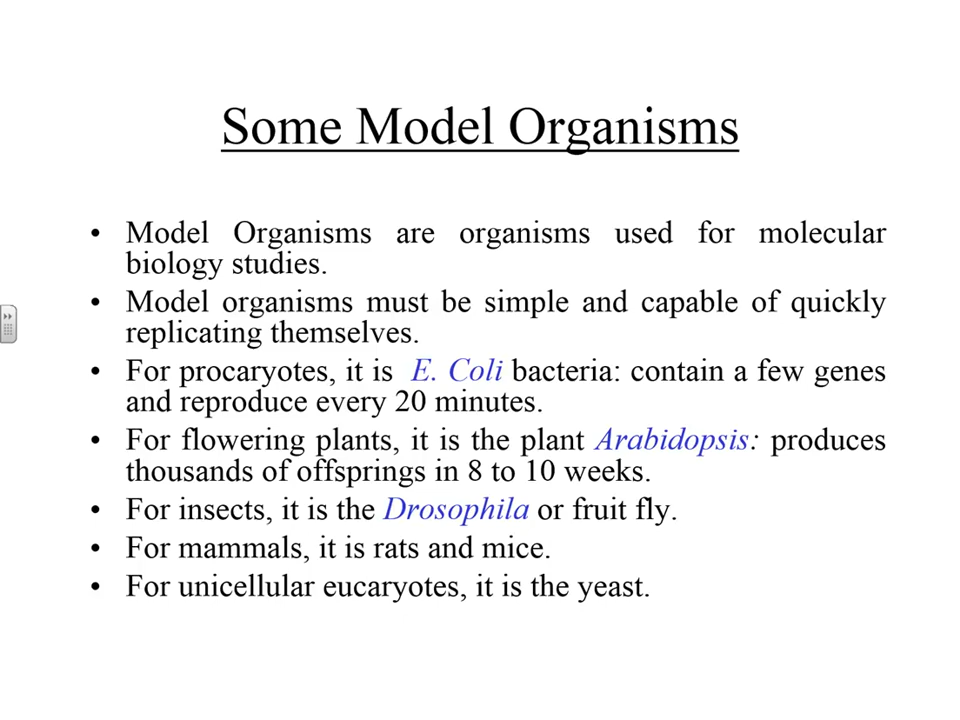 Some Model Organisms
• Model Organisms are organisms used for molecular
biology studies.
• Model organisms must be simple and capable of quickly
replicating themselves.
• For procaryotes, it is E. Coli bacteria: contain a few genes
and reproduce every 20 minutes.
• For flowering plants, it is the plant Arabidopsis: produces
thousands of offsprings in 8 to 10 weeks.
• For insects, it is the Drosophila or fruit fly.
• For mammals, it is rats and mice.
• For unicellular eucaryotes, it is the yeast.